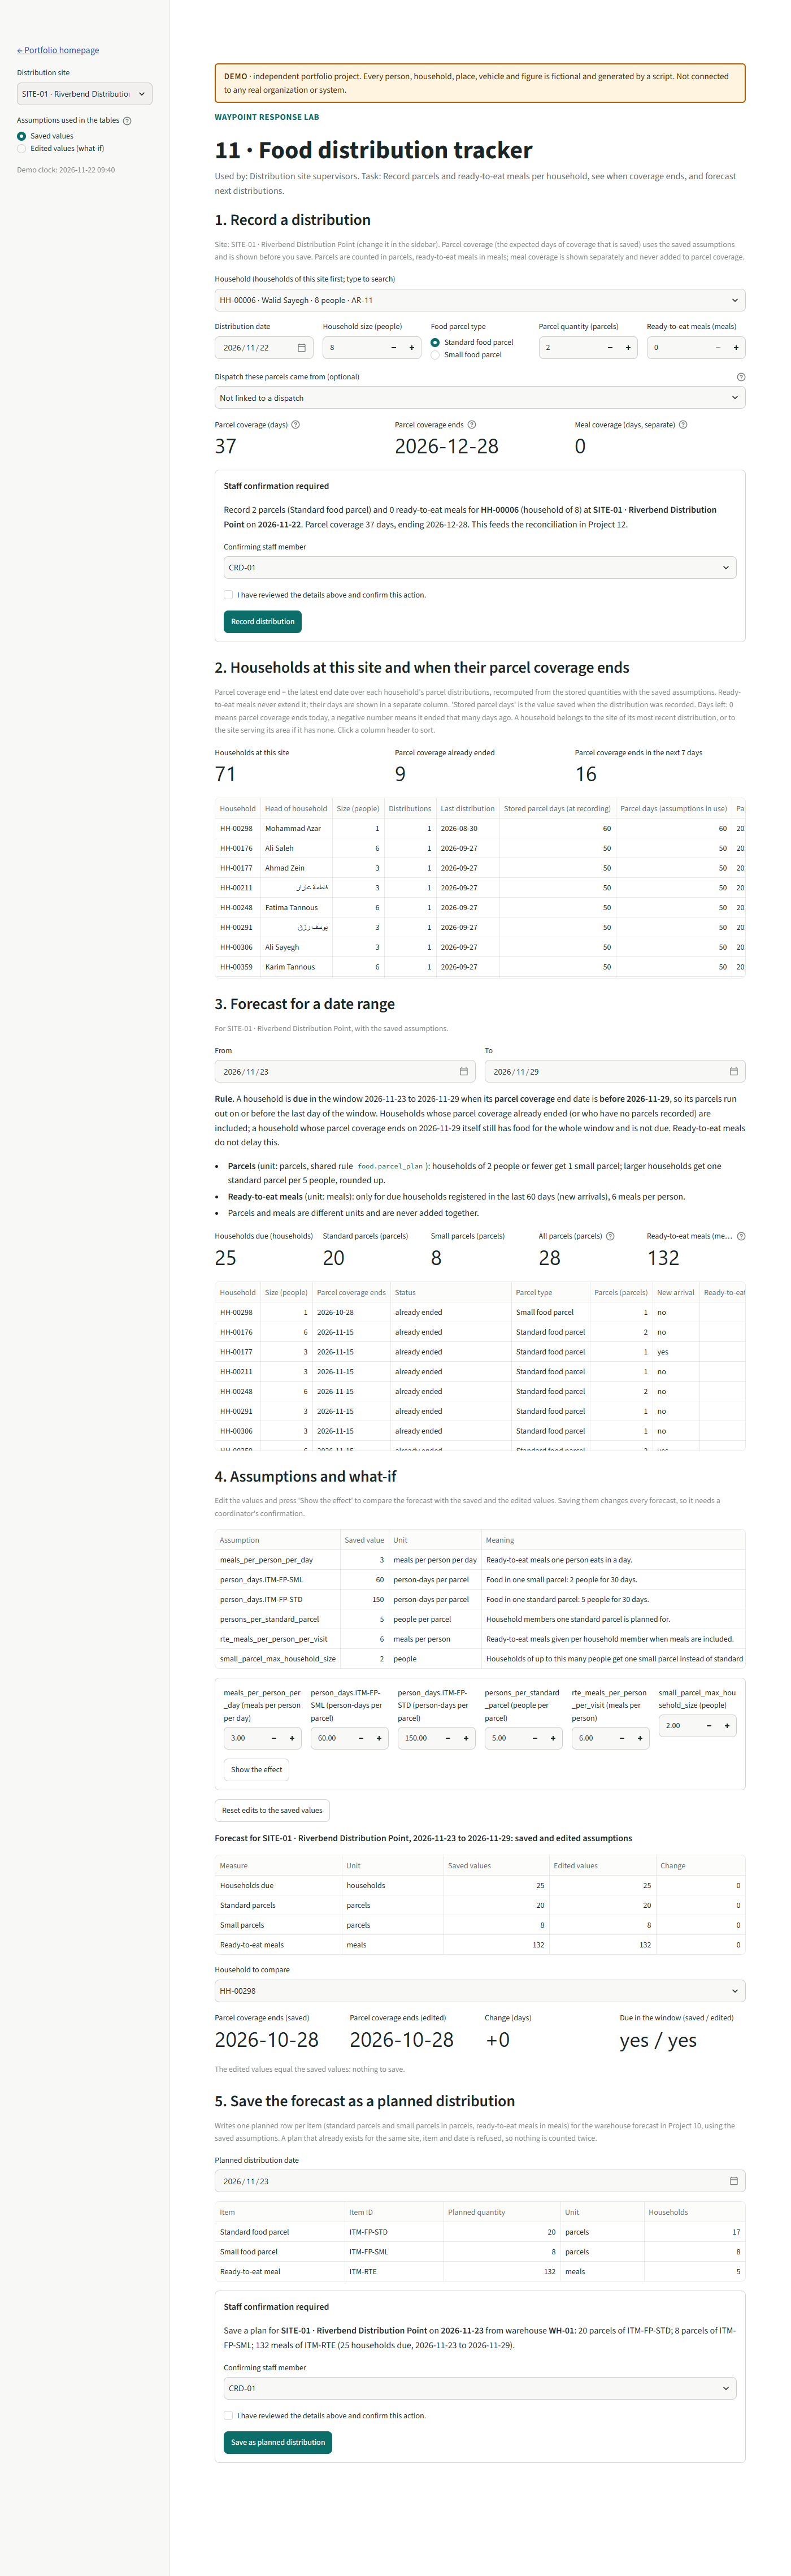 ← Portfolio homepage
Distribution site
SITE-01 · Riverbend Distributio
Assumptions used in the tables
Saved values
Edited values (what-if)
Demo clock: 2026-11-22 09:40
DEMO · independent portfolio project. Every person, household, place, vehicle and figure is fictional and generated by a script. Not connected
to any real organization or system.
WAYPOINT RESPONSE LAB
11 · Food distribution tracker
Used by: Distribution site supervisors. Task: Record parcels and ready-to-eat meals per household, see when coverage ends, and forecast
next distributions.
1. Record a distribution
Site: SITE-01 · Riverbend Distribution Point (change it in the sidebar). Parcel coverage (the expected days of coverage that is saved) uses the saved assumptions
and is shown before you save. Parcels are counted in parcels, ready-to-eat meals in meals; meal coverage is shown separately and never added to parcel coverage.
Household (households of this site first; type to search)
HH-00006 · Walid Sayegh · 8 people · AR-11
Distribution date Household size (people) Food parcel type Parcel quantity (parcels) Ready-to-eat meals (meals)
2026/11/22 8 − + Standard food parcel 2 − + 0 − +
Small food parcel
Dispatch these parcels came from (optional)
Not linked to a dispatch
Parcel coverage (days) Parcel coverage ends Meal coverage (days, separate)
37 2026-12-28 0
Staff confirmation required
Record 2 parcels (Standard food parcel) and 0 ready-to-eat meals for HH-00006 (household of 8) at SITE-01 · Riverbend Distribution
Point on 2026-11-22. Parcel coverage 37 days, ending 2026-12-28. This feeds the reconciliation in Project 12.
Confirming staff member
CRD-01
I have reviewed the details above and confirm this action.
Record distribution
2. Households at this site and when their parcel coverage ends
Parcel coverage end = the latest end date over each household's parcel distributions, recomputed from the stored quantities with the saved assumptions. Ready-
to-eat meals never extend it; their days are shown in a separate column. 'Stored parcel days' is the value saved when the distribution was recorded. Days left: 0
means parcel coverage ends today, a negative number means it ended that many days ago. A household belongs to the site of its most recent distribution, or to
the site serving its area if it has none. Click a column header to sort.
Households at this site Parcel coverage already ended Parcel coverage ends in the next 7 days
71 9 16
Household Head of household Size (people) Distributions Last distribution Stored parcel days (at recording) Parcel days (assumptions in use) Pa
HH-00298 Mohammad Azar 1 1 2026-08-30 60 60 202
HH-00176 Ali Saleh 6 1 2026-09-27 50 50 202
HH-00177 Ahmad Zein 3 1 2026-09-27 50 50 202
HH-00211 فاطمة عازار 3 1 2026-09-27 50 50 202
HH-00248 Fatima Tannous 6 1 2026-09-27 50 50 202
HH-00291 يوسف رزق 3 1 2026-09-27 50 50 202
HH-00306 Ali Sayegh 3 1 2026-09-27 50 50 202
HH-00359 Karim Tannous 6 1 2026-09-27 50 50 202
3. Forecast for a date range
For SITE-01 · Riverbend Distribution Point, with the saved assumptions.
From To
2026/11/23 2026/11/29
Rule. A household is due in the window 2026-11-23 to 2026-11-29 when its parcel coverage end date is before 2026-11-29, so its parcels run
out on or before the last day of the window. Households whose parcel coverage already ended (or who have no parcels recorded) are
included; a household whose parcel coverage ends on 2026-11-29 itself still has food for the whole window and is not due. Ready-to-eat meals
do not delay this.
• Parcels (unit: parcels, shared rule food.parcel_plan ): households of 2 people or fewer get 1 small parcel; larger households get one
standard parcel per 5 people, rounded up.
• Ready-to-eat meals (unit: meals): only for due households registered in the last 60 days (new arrivals), 6 meals per person.
• Parcels and meals are different units and are never added together.
Households due (households) Standard parcels (parcels) Small parcels (parcels) All parcels (parcels) Ready-to-eat meals (me...
25 20 8 28 132
Household Size (people) Parcel coverage ends Status Parcel type Parcels (parcels) New arrival Ready-to-eat
HH-00298 1 2026-10-28 already ended Small food parcel 1 no
HH-00176 6 2026-11-15 already ended Standard food parcel 2 no
HH-00177 3 2026-11-15 already ended Standard food parcel 1 yes
HH-00211 3 2026-11-15 already ended Standard food parcel 1 no
HH-00248 6 2026-11-15 already ended Standard food parcel 2 no
HH-00291 3 2026-11-15 already ended Standard food parcel 1 no
HH-00306 3 2026-11-15 already ended Standard food parcel 1 no
HH-00359 6 2026-11-15 already ended Standard food parcel 2 yes
4. Assumptions and what-if
Edit the values and press 'Show the effect' to compare the forecast with the saved and the edited values. Saving them changes every forecast, so it needs a
coordinator's confirmation.
Assumption Saved value Unit Meaning
meals_per_person_per_day 3 meals per person per day Ready-to-eat meals one person eats in a day.
person_days.ITM-FP-SML 60 person-days per parcel Food in one small parcel: 2 people for 30 days.
person_days.ITM-FP-STD 150 person-days per parcel Food in one standard parcel: 5 people for 30 days.
persons_per_standard_parcel 5 people per parcel Household members one standard parcel is planned for.
rte_meals_per_person_per_visit 6 meals per person Ready-to-eat meals given per household member when meals are included.
small_parcel_max_household_size 2 people Households of up to this many people get one small parcel instead of standard
meals_per_person_per person_days.ITM-FP- person_days.ITM-FP- persons_per_standard rte_meals_per_person small_parcel_max_hou
_day (meals per person SML (person-days per STD (person-days per _parcel (people per _per_visit (meals per sehold_size (people)
per day) parcel) parcel) parcel) person)
3.00 − + 60.00 − + 150.00 − + 5.00 − + 6.00 − + 2.00 − +
Show the effect
Reset edits to the saved values
Forecast for SITE-01 · Riverbend Distribution Point, 2026-11-23 to 2026-11-29: saved and edited assumptions
Measure Unit Saved values Edited values Change
Households due households 25 25 0
Standard parcels parcels 20 20 0
Small parcels parcels 8 8 0
Ready-to-eat meals meals 132 132 0
Household to compare
HH-00298
Parcel coverage ends (saved) Parcel coverage ends (edited) Change (days) Due in the window (saved / edited)
2026-10-28 2026-10-28 +0 yes / yes
The edited values equal the saved values: nothing to save.
5. Save the forecast as a planned distribution
Writes one planned row per item (standard parcels and small parcels in parcels, ready-to-eat meals in meals) for the warehouse forecast in Project 10, using the
saved assumptions. A plan that already exists for the same site, item and date is refused, so nothing is counted twice.
Planned distribution date
2026/11/23
Item Item ID Planned quantity Unit Households
Standard food parcel ITM-FP-STD 20 parcels 17
Small food parcel ITM-FP-SML 8 parcels 8
Ready-to-eat meal ITM-RTE 132 meals 5
Staff confirmation required
Save a plan for SITE-01 · Riverbend Distribution Point on 2026-11-23 from warehouse WH-01: 20 parcels of ITM-FP-STD; 8 parcels of ITM-
FP-SML; 132 meals of ITM-RTE (25 households due, 2026-11-23 to 2026-11-29).
Confirming staff member
CRD-01
I have reviewed the details above and confirm this action.
Save as planned distribution